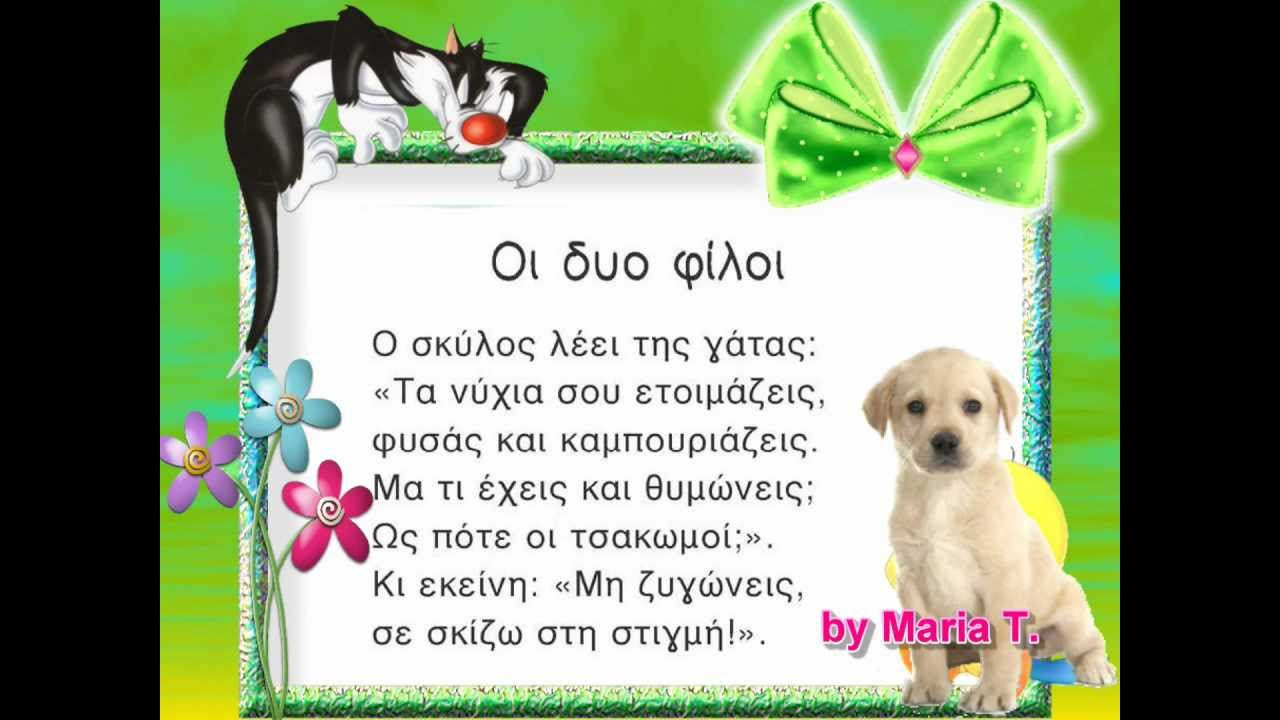 Οι δυο φίλοι
Ο σκύλος λέει της γάτας:
«Τα νύχια σου ετοιμάζεις,
φυσάς και καμπουριάζεις.
Μα τι έχεις και θυμώνεις;
Ως πότε οι τσακωμοί;».
Κι εκείνη: «Μη ζυγώνεις,
σε σκίζω στη στιγμή!».
by Maria T.